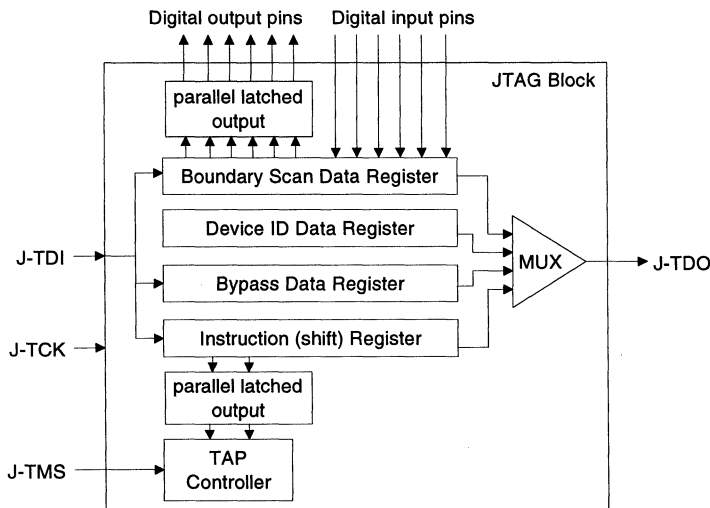 Digital output pins
Digital input pins
JTAG Block
parallel latched
output
Boundary Scan Data Register
Device ID Data Register
J-TDI
MUX
J-TDO
Bypass Data Register
Instruction (shift) Register
J-TCK
parallel latched
output
TAP
Controller
J-TMS